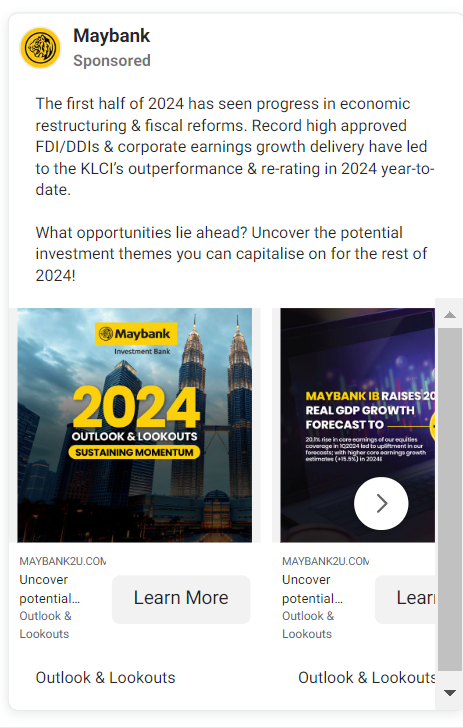 Maybank
Sponsored
The first half of 2024 has seen progress in economic
restructuring & fiscal reforms. Record high approved
FDI/DDIs & corporate earnings growth delivery have led
to the KLCI’s outperformance & re-rating in 2024 year-to-
date.
What opportunities lie ahead? Uncover the potential
investment themes you can capitalise on for the rest of
2024!
Maybank
Investment Bank
2024
OUTLOOK & LOOKOUTS
SUSTAINING MOMENTUM
MAYBANK IB RAISES 20
REAL GDP GROWTH
FORECAST TO
20.1% rise in core earnings of our equities
coverage in 1Q2024 led to upliftment in our
forecasts; with higher core earnings growth
estimates (+15.5%) in 2024E
MAYBANK2U.COM
Uncover
potential...
Outlook &
Lookouts
Learn More
MAYBANK2U.COM
Uncover
potential...
Outlook &
Lookouts
Lear
Outlook & Lookouts
Outlook & Lookouts